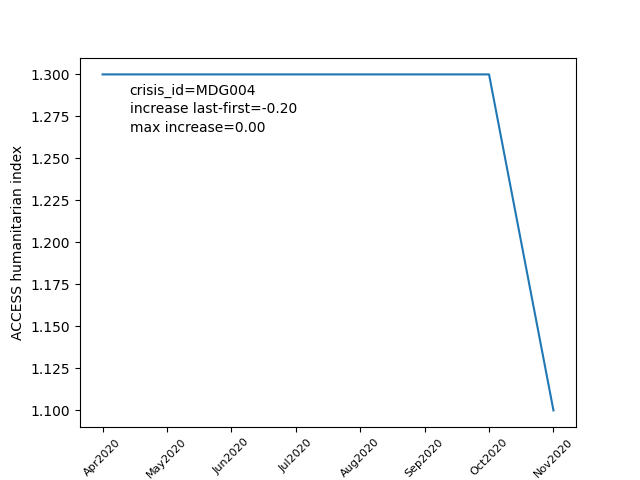 1.300
1.275
1.250
1.225
1.200
1.175
1.150
1.125
1.100
ACCESS humanitarian index
crisis_id=MDG004
increase last-first=-0.20
max increase=0.00
Apr2020
May2020
Jun2020
Jul2020
Aug2020
Sep2020
Oct2020
Nov2020